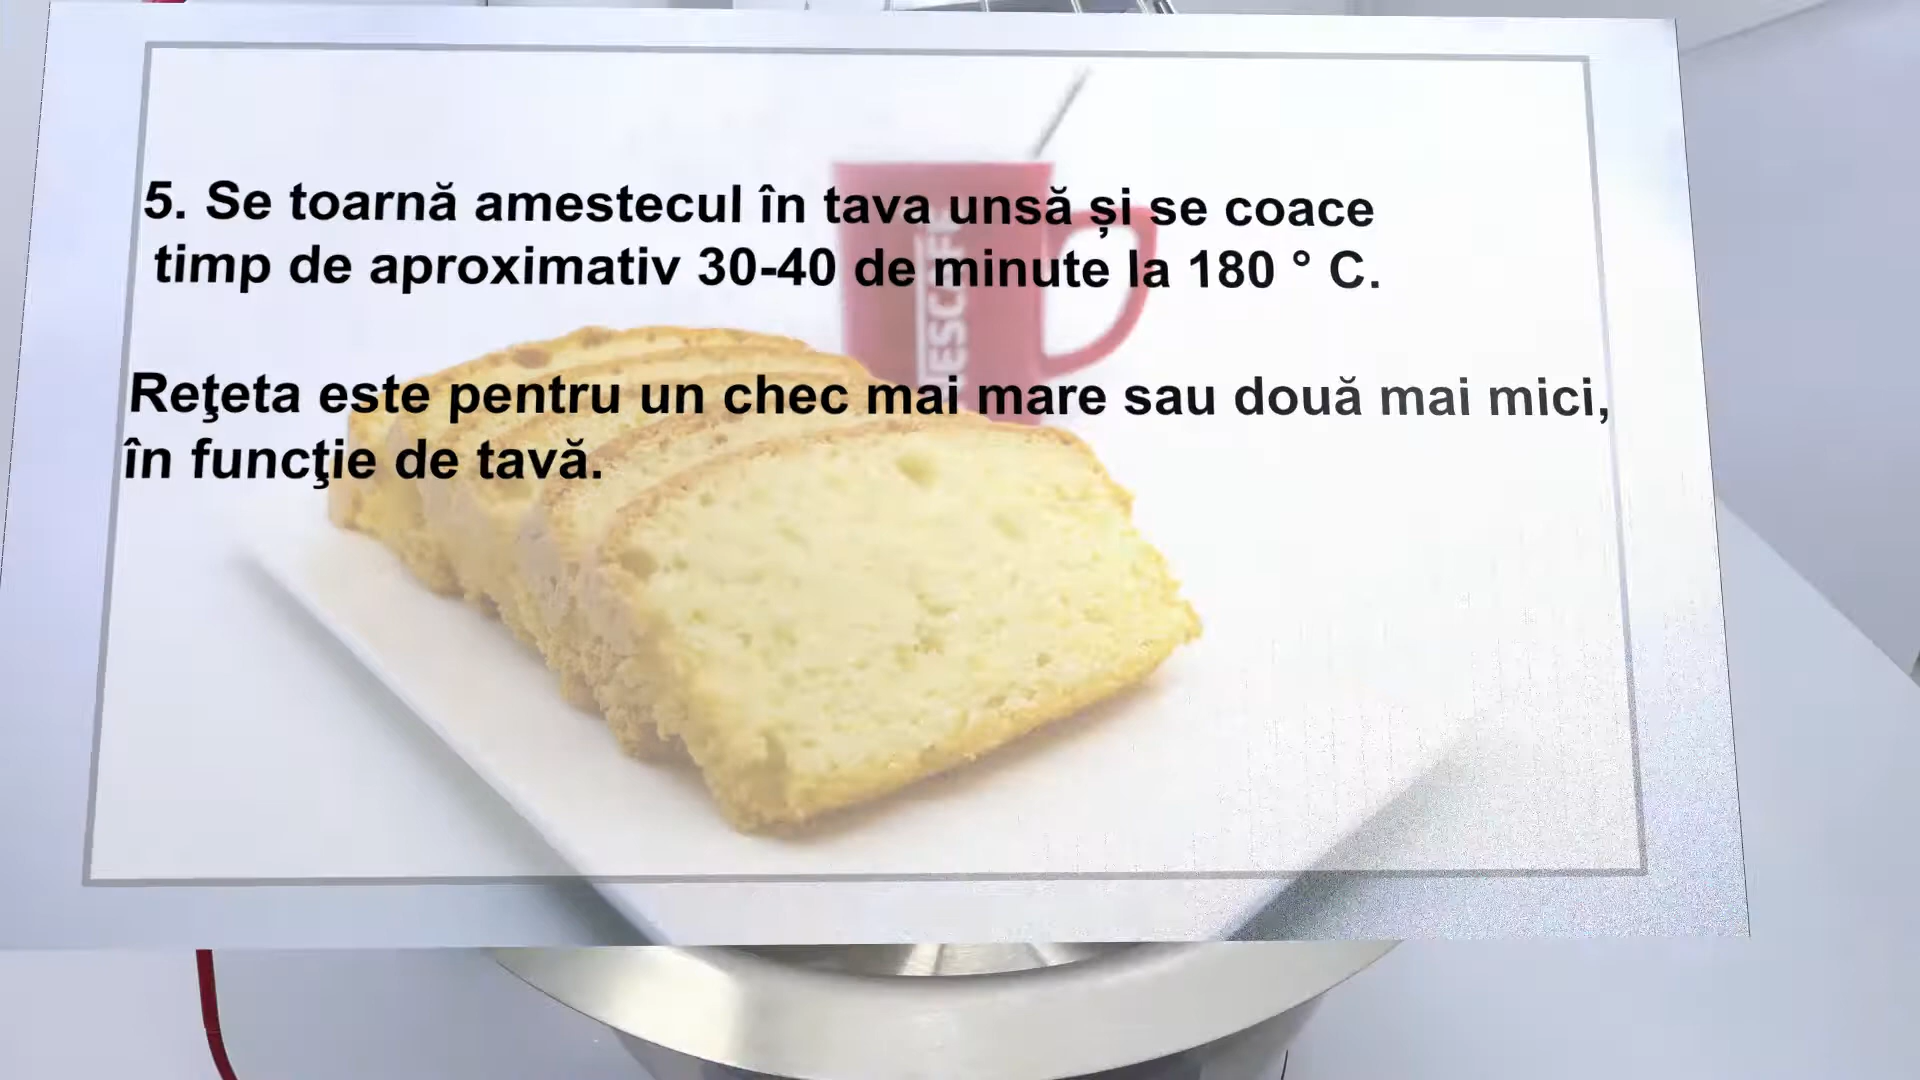 5. Se toarnă amestecul în tava unsă și se coace
timp de aproximativ 30-40 de minute la 180 ° C.
Reţeta este pentru un chec mai mare sau două mai mici,
în funcţie de tavă.